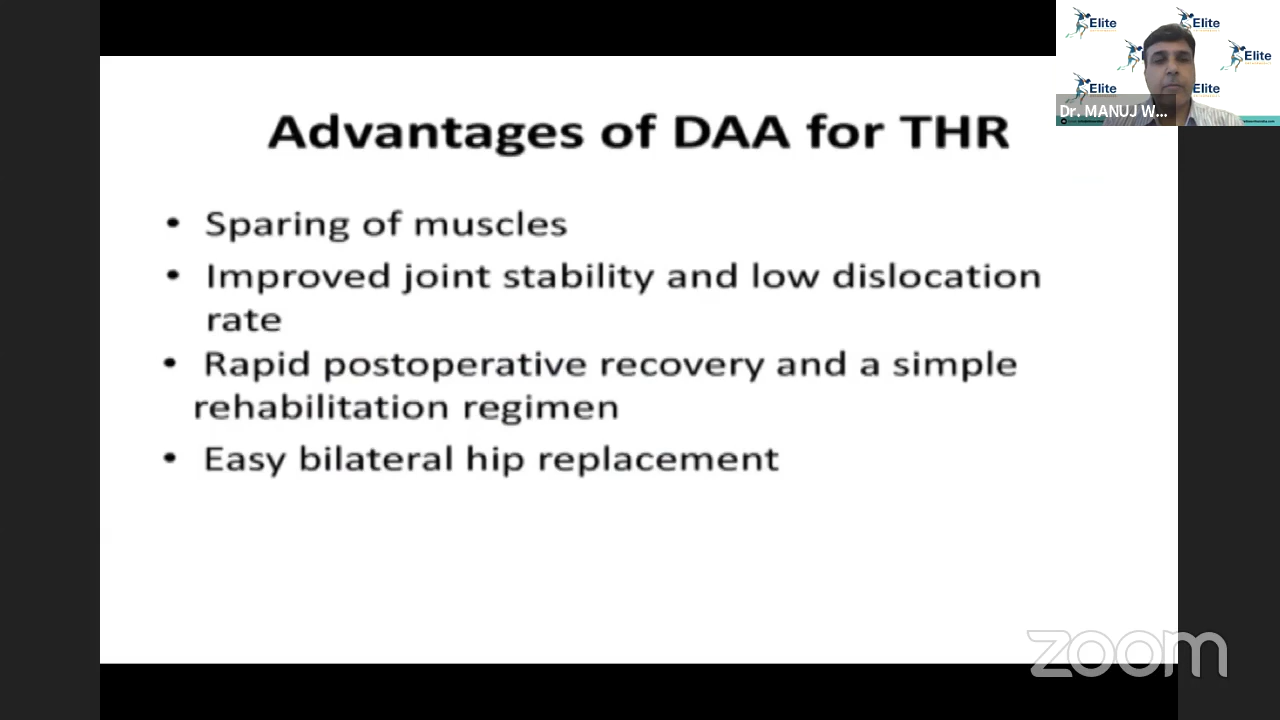 Advantages of DAA for THR
• Sparing of muscles
• Improved joint stability and low dislocation
rate
• Rapid postoperative recovery and a simple
rehabilitation regimen
• Easy bilateral hip replacement
Elite
Elite
Elite
Elite
Elite
Dr. MANUJ W...
zoom